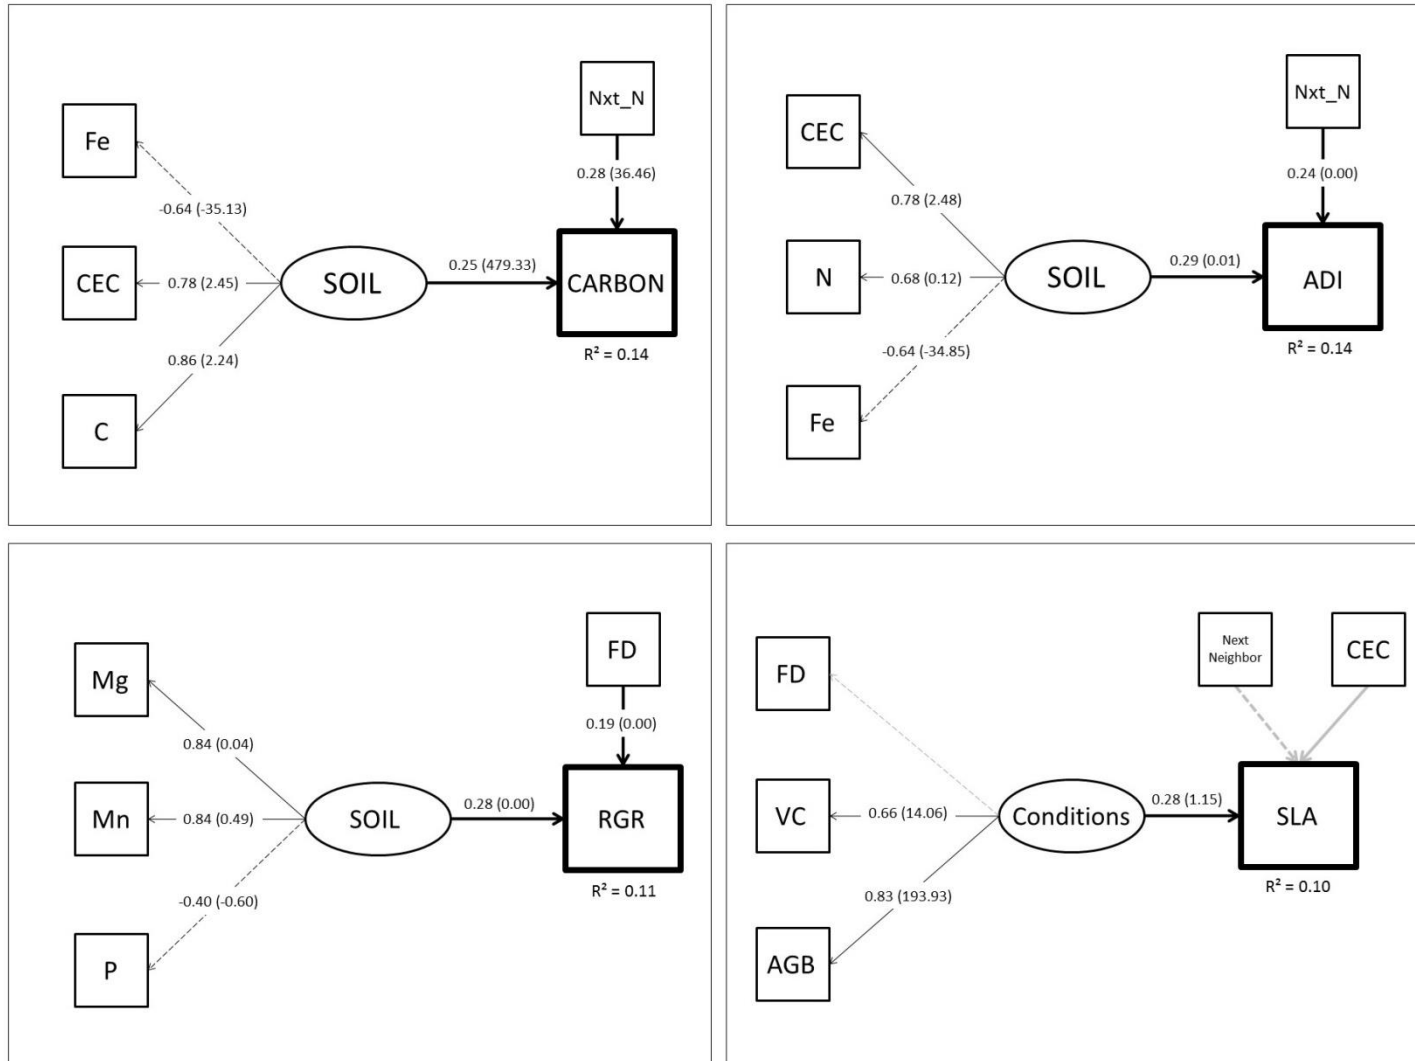 Nxt_N
Fe
0.28 (36.46)
-0.64 (-35.13)
CEC
0.78 (2.45)
SOIL
0.25 (479.33)
CARBON
0.86 (2.24)
R² = 0.14
C
Nxt_N
CEC
0.24 (0.00)
0.78 (2.48)
N
0.68 (0.12)
SOIL
0.29 (0.01)
ADI
-0.64 (-34.85)
R² = 0.14
Fe
FD
Mg
0.19 (0.00)
0.84 (0.04)
Mn
0.84 (0.49)
SOIL
0.28 (0.00)
RGR
-0.40 (-0.60)
R² = 0.11
P
Next
Neighbor
CEC
FD
VC
0.66 (14.06)
Conditions
0.28 (1.15)
SLA
0.83 (193.93)
R² = 0.10
AGB